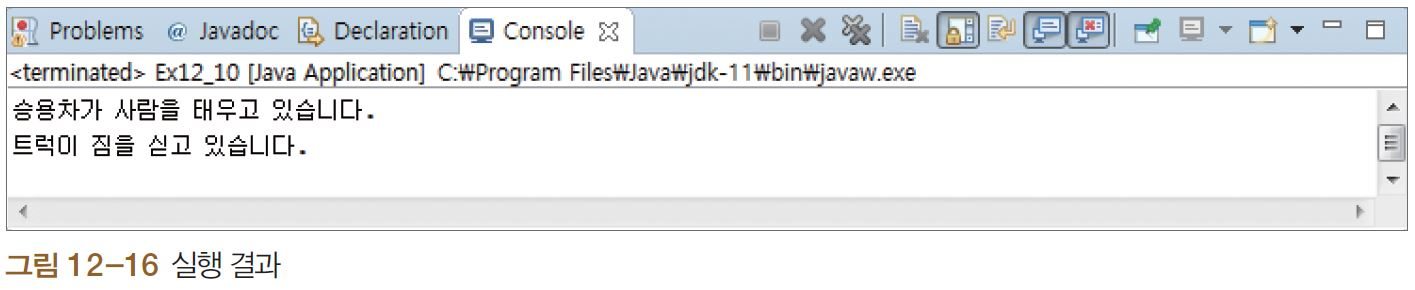 Problems @ Javadoc Declaration Console
<terminated> Ex12_10 [Java Application] C:₩Program Files₩Java₩jdk-11₩bin₩javaw.exe
승용차가 사람을 태우고 있습니다.
트럭이 짐을 싣고 있습니다.
그림 12-16 실행 결과